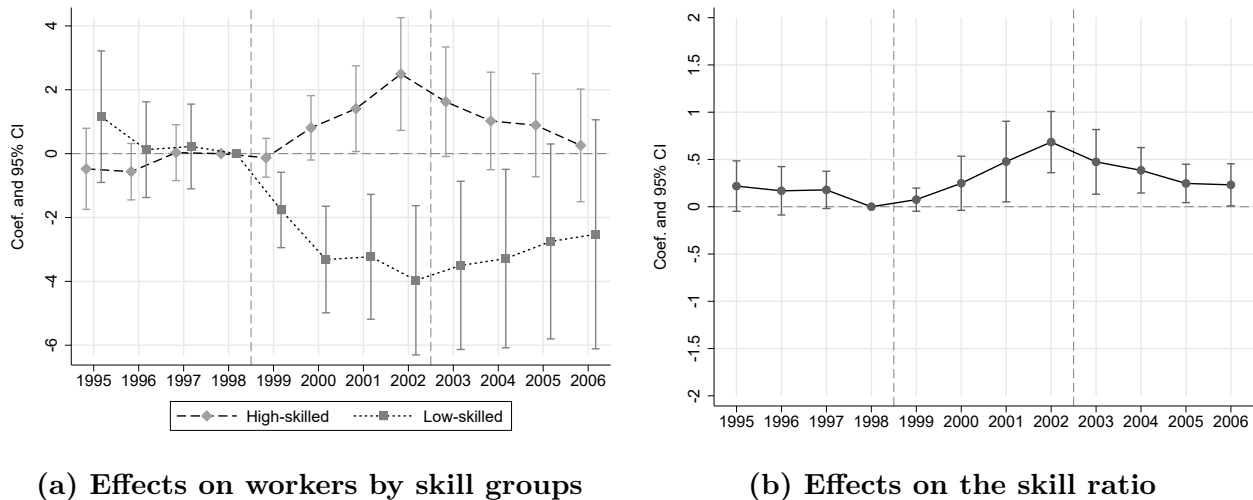 Coef. and 95% CI
4
2
0
-2
-4
-6
1995 1996 1997 1998 1999 2000 2001 2002 2003 2004 2005 2006
High-skilled Low-skilled
(a) Effects on workers by skill groups
Coef. and 95% CI
2
1.5
1
.5
0
-.5
-1
-1.5
-2
1995 1996 1997 1998 1999 2000 2001 2002 2003 2004 2005 2006
(b) Effects on the skill ratio